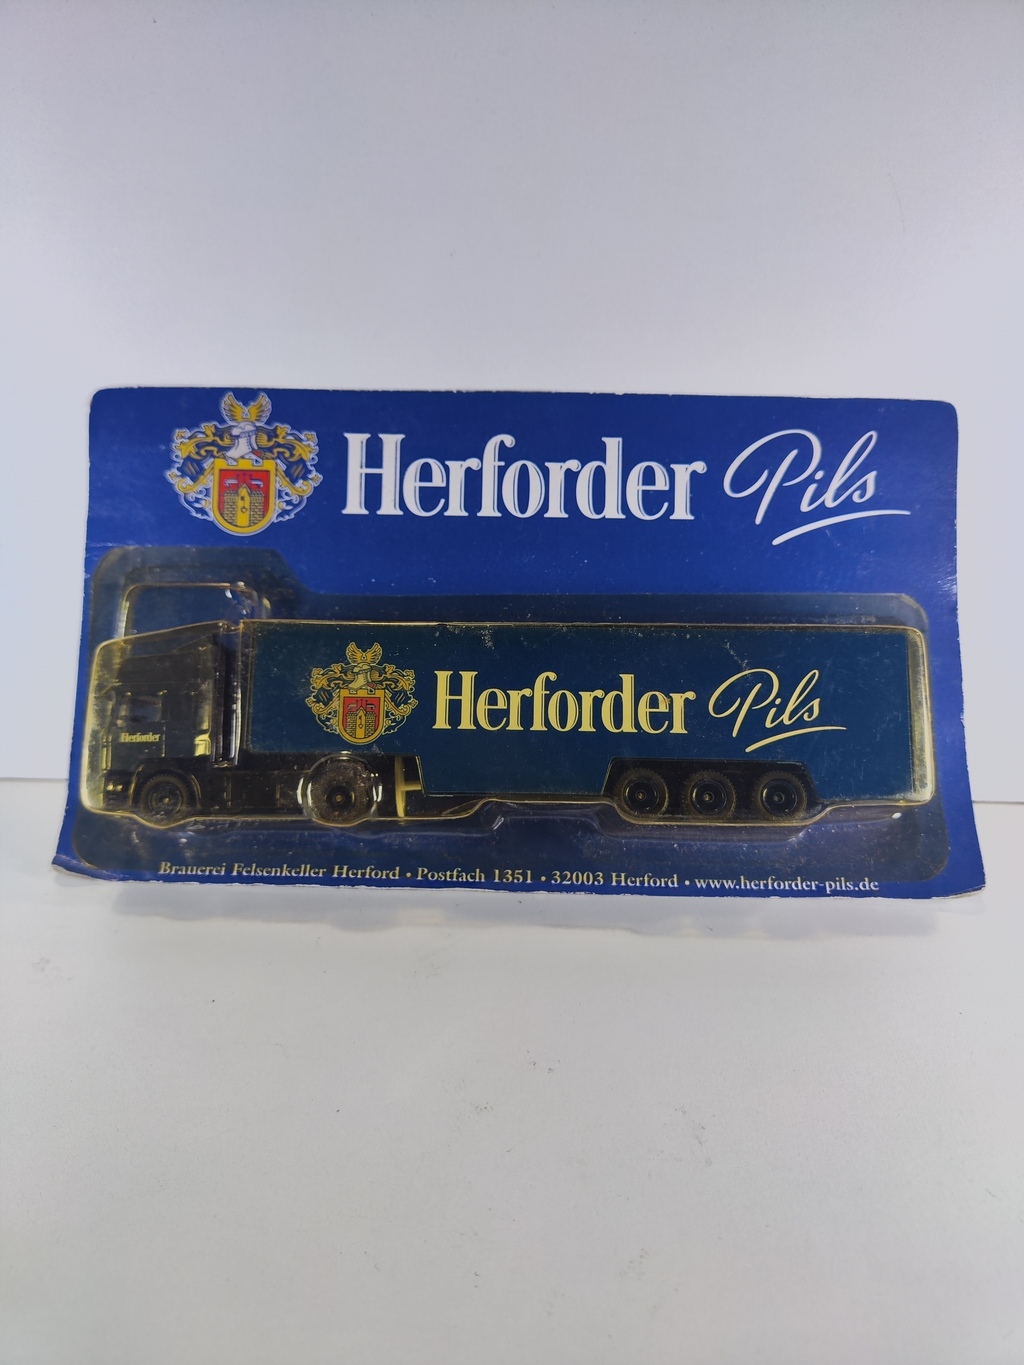 Herforder Pils
Herforder Pils
Herforder
Brauerei Felsenkeller Herford • Postfach 1351 • 32003 Herford • www.herforder-pils.de